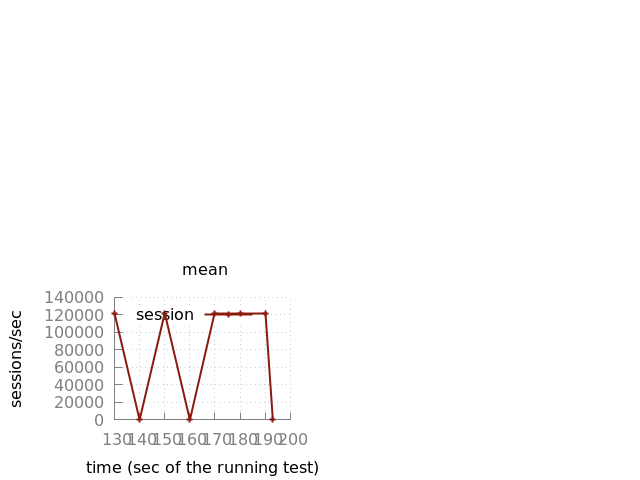 mean
140000
session
120000
100000
80000
60000
40000
20000
0
130 140 150 160 170 180 190 200
sessions/sec
time (sec of the running test)